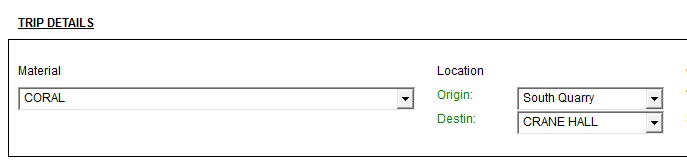 TRIP DETAILS
Material
Location
CORAL
Origin:
South Quarry
Destin:
CRANE HALL